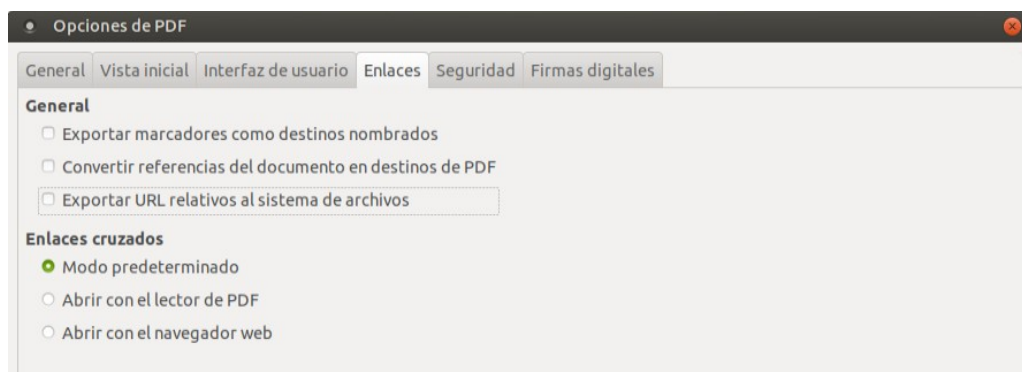 Opciones de PDF
General Vista inicial Interfaz de usuario Enlaces Seguridad Firmas digitales
General
Exportar marcadores como destinos nombrados
Convertir referencias del documento en destinos de PDF
Exportar URL relativos al sistema de archivos
Enlaces cruzados
Modo predeterminado
Abrir con el lector de PDF
Abrir con el navegador web